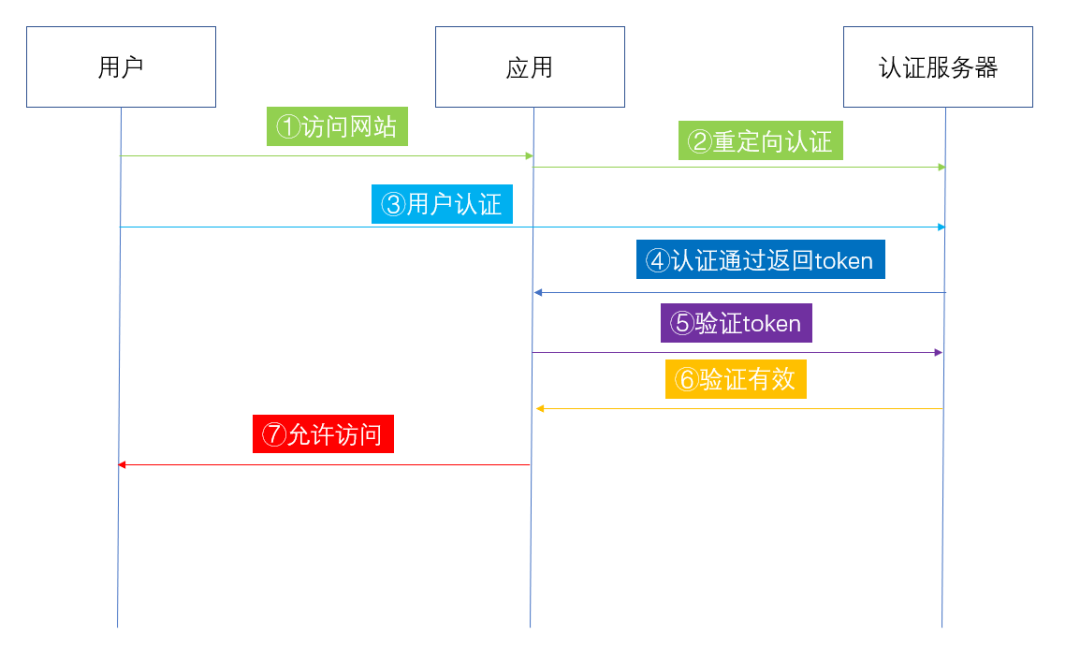 用户
应用
认证服务器
①访问网站
②重定向认证
③用户认证
④认证通过返回token
⑤验证token
⑥验证有效
⑦允许访问